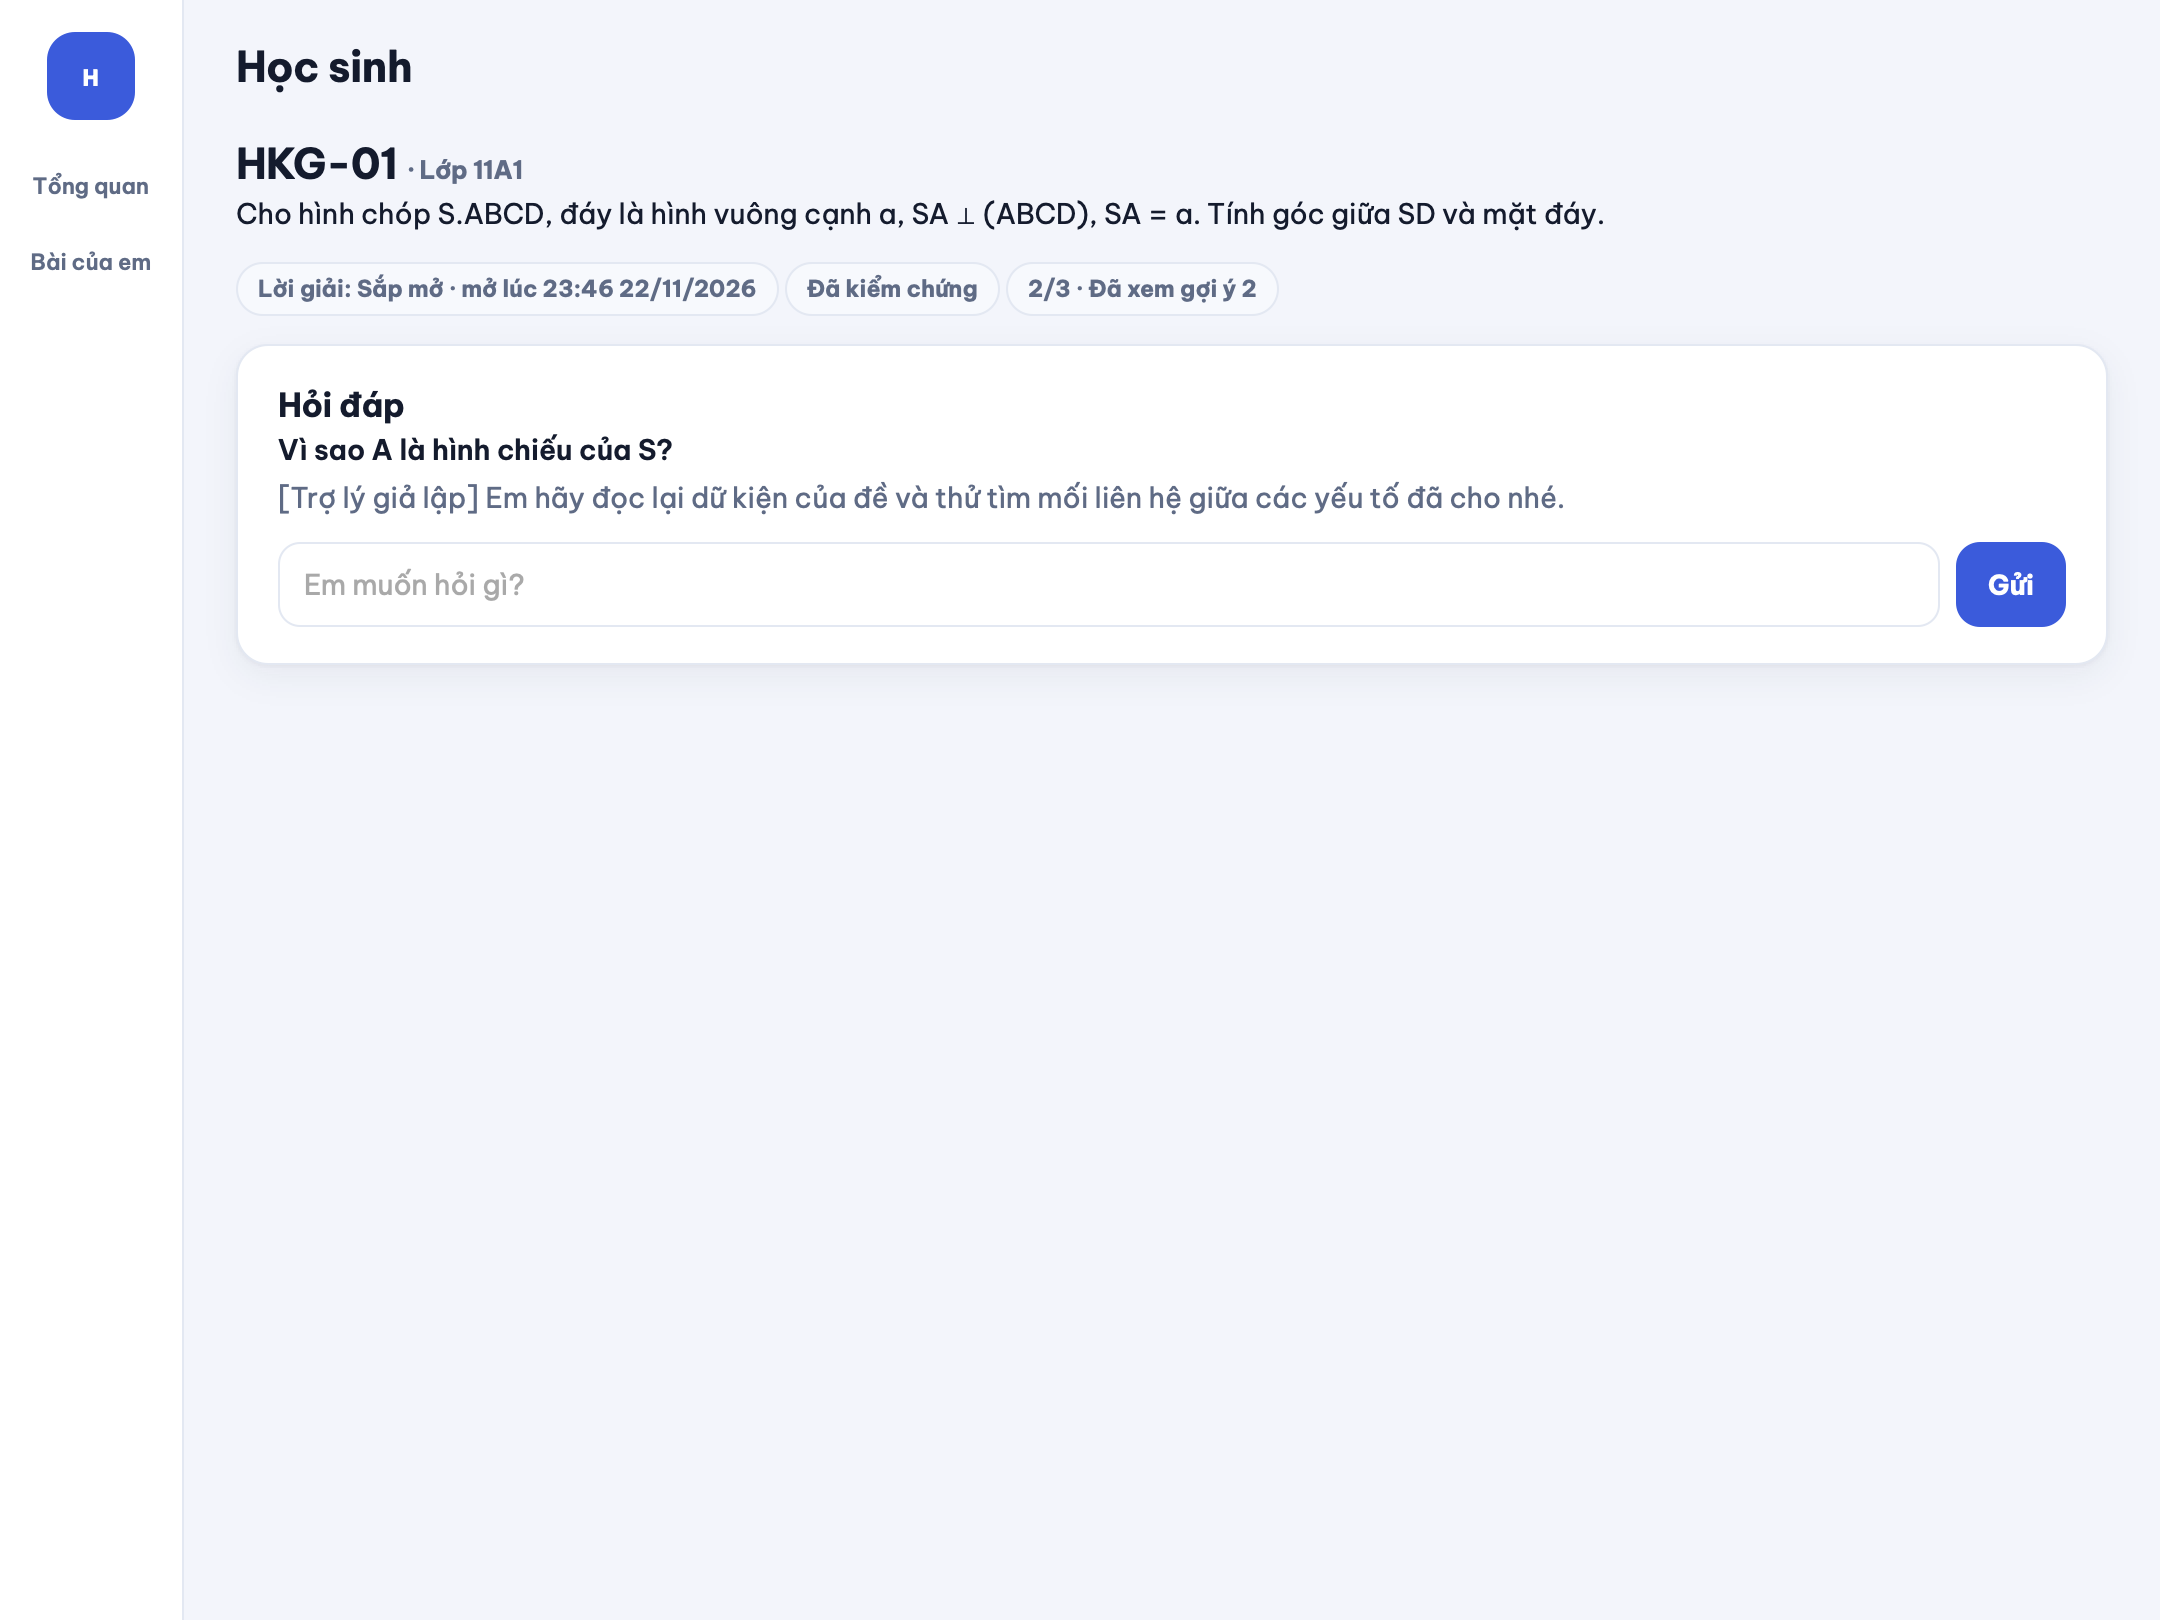 H
Tổng quan
Bài của em
Học sinh
HKG-01 · Lớp 11A1
Cho hình chóp S.ABCD, đáy là hình vuông cạnh a, SA ⊥ (ABCD), SA = a. Tính góc giữa SD và mặt đáy.
Lời giải: Sắp mở · mở lúc 23:46 22/11/2026 Đã kiểm chứng 2/3 · Đã xem gợi ý 2
Hỏi đáp
Vì sao A là hình chiếu của S?
[Trợ lý giả lập] Em hãy đọc lại dữ kiện của đề và thử tìm mối liên hệ giữa các yếu tố đã cho nhé.
Em muốn hỏi gì? Gửi